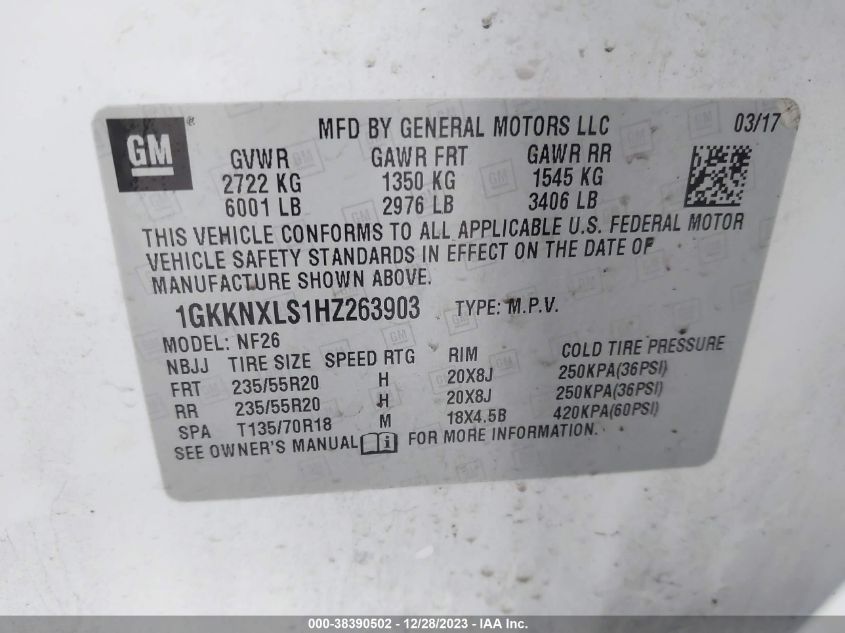 GM ®
MFD BY GENERAL MOTORS LLC 03/17
GVWR GAWR FRT GAWR RR
2722 KG 1350 KG 1545 KG
6001 LB 2976 LB 3406 LB
THIS VEHICLE CONFORMS TO ALL APPLICABLE U.S. FEDERAL MOTOR
VEHICLE SAFETY STANDARDS IN EFFECT ON THE DATE OF
MANUFACTURE SHOWN ABOVE.
1GKKNXLS1HZ263903 TYPE: M.P.V.
MODEL: NF26
NBJJ TIRE SIZE SPEED RTG RIM COLD TIRE PRESSURE
FRT 235/55R20 H 20X8J 250KPA(36PSI)
RR 235/55R20 H 20X8J 250KPA(36PSI)
SPA T135/70R18 M 18X4.5B 420KPA(60PSI)
SEE OWNER'S MANUAL i FOR MORE INFORMATION.
000-38390502 - 12/28/2023 - IAA Inc.